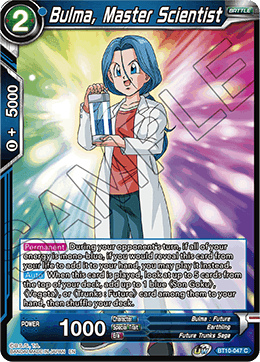 2
Bulma, Master Scientist
BATTLE
+ 5000
SAMPLE
Permanent During your opponent's turn, if all of your
energy is mono-blue, if you would reveal this card
from your life to add it to your hand, you may play it instead.
Auto When this card is played, look at up to 5 cards from
the top of your deck, add up to 1 blue ‹Son Goku›,
‹Vegeta›, or ‹Trunks : Future› card among them to your
hand, then shuffle your deck.
POWER 1000
Character Bulma : Future
Special Trait Earthling
Era Future Trunks Saga
BT10-047 C